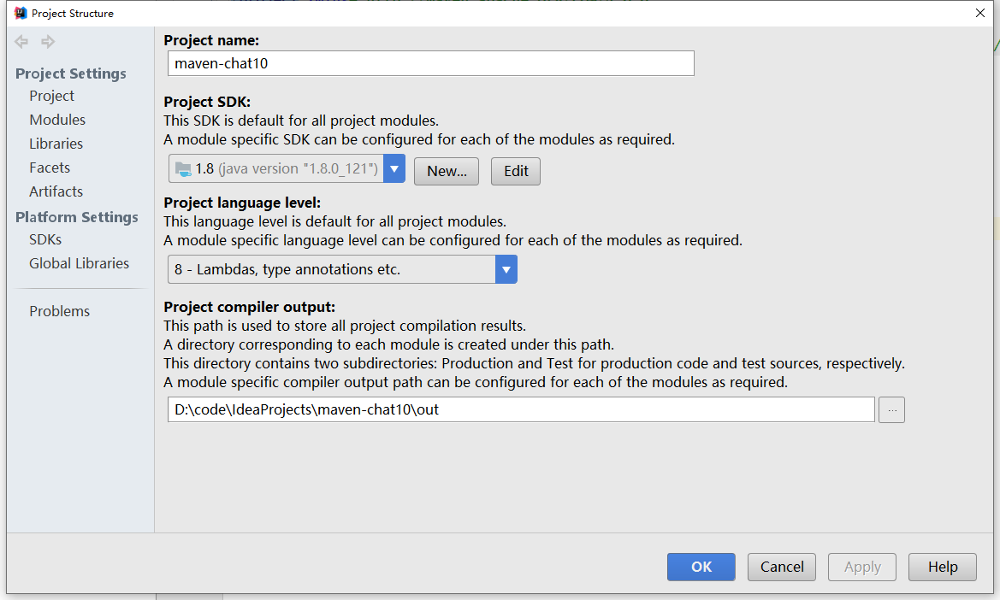 Project Structure
Project Settings
Project
Modules
Libraries
Facets
Artifacts
Platform Settings
SDKs
Global Libraries
Problems
Project name:
maven-chat10
Project SDK:
This SDK is default for all project modules.
A module specific SDK can be configured for each of the modules as required.
1.8 (java version "1.8.0_121")
New...
Edit
Project language level:
This language level is default for all project modules.
A module specific language level can be configured for each of the modules as required.
8 - Lambdas, type annotations etc.
Project compiler output:
This path is used to store all project compilation results.
A directory corresponding to each module is created under this path.
This directory contains two subdirectories: Production and Test for production code and test sources, respectively.
A module specific compiler output path can be configured for each of the modules as required.
D:\code\IdeaProjects\maven-chat10\out
...
OK
Cancel
Apply
Help